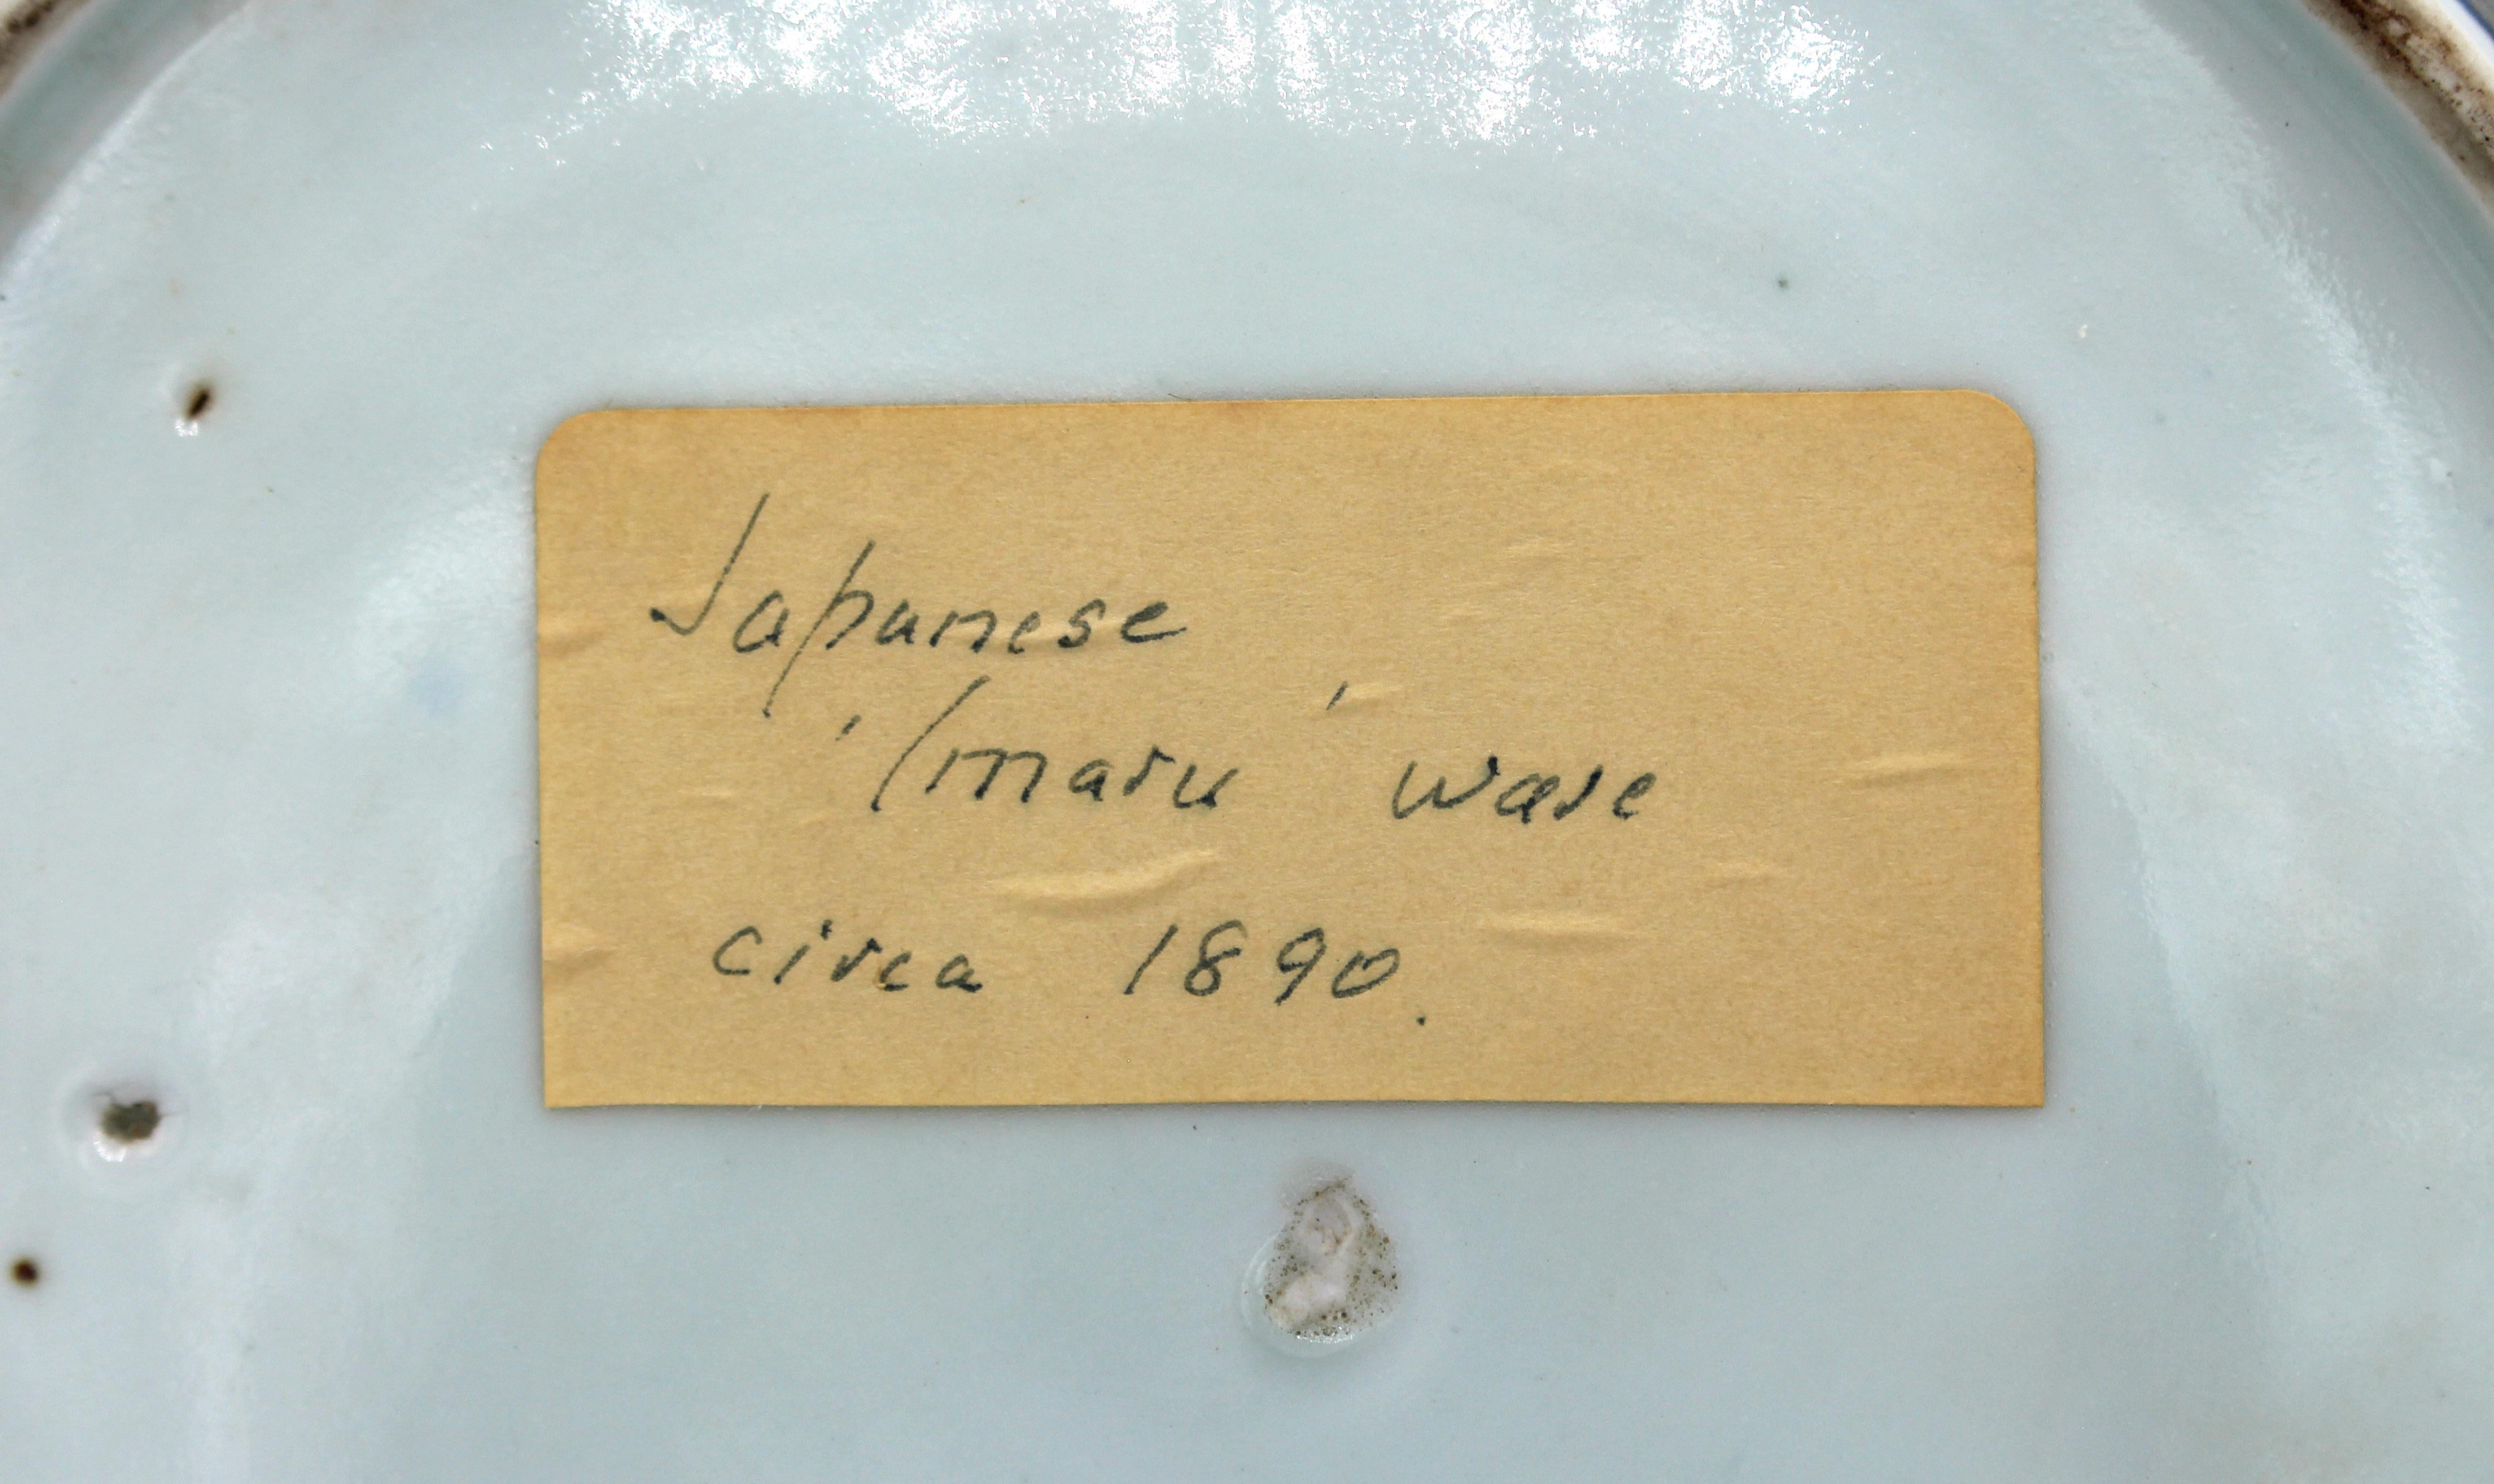 Japanese
'Imaru' ware
circa 1890.